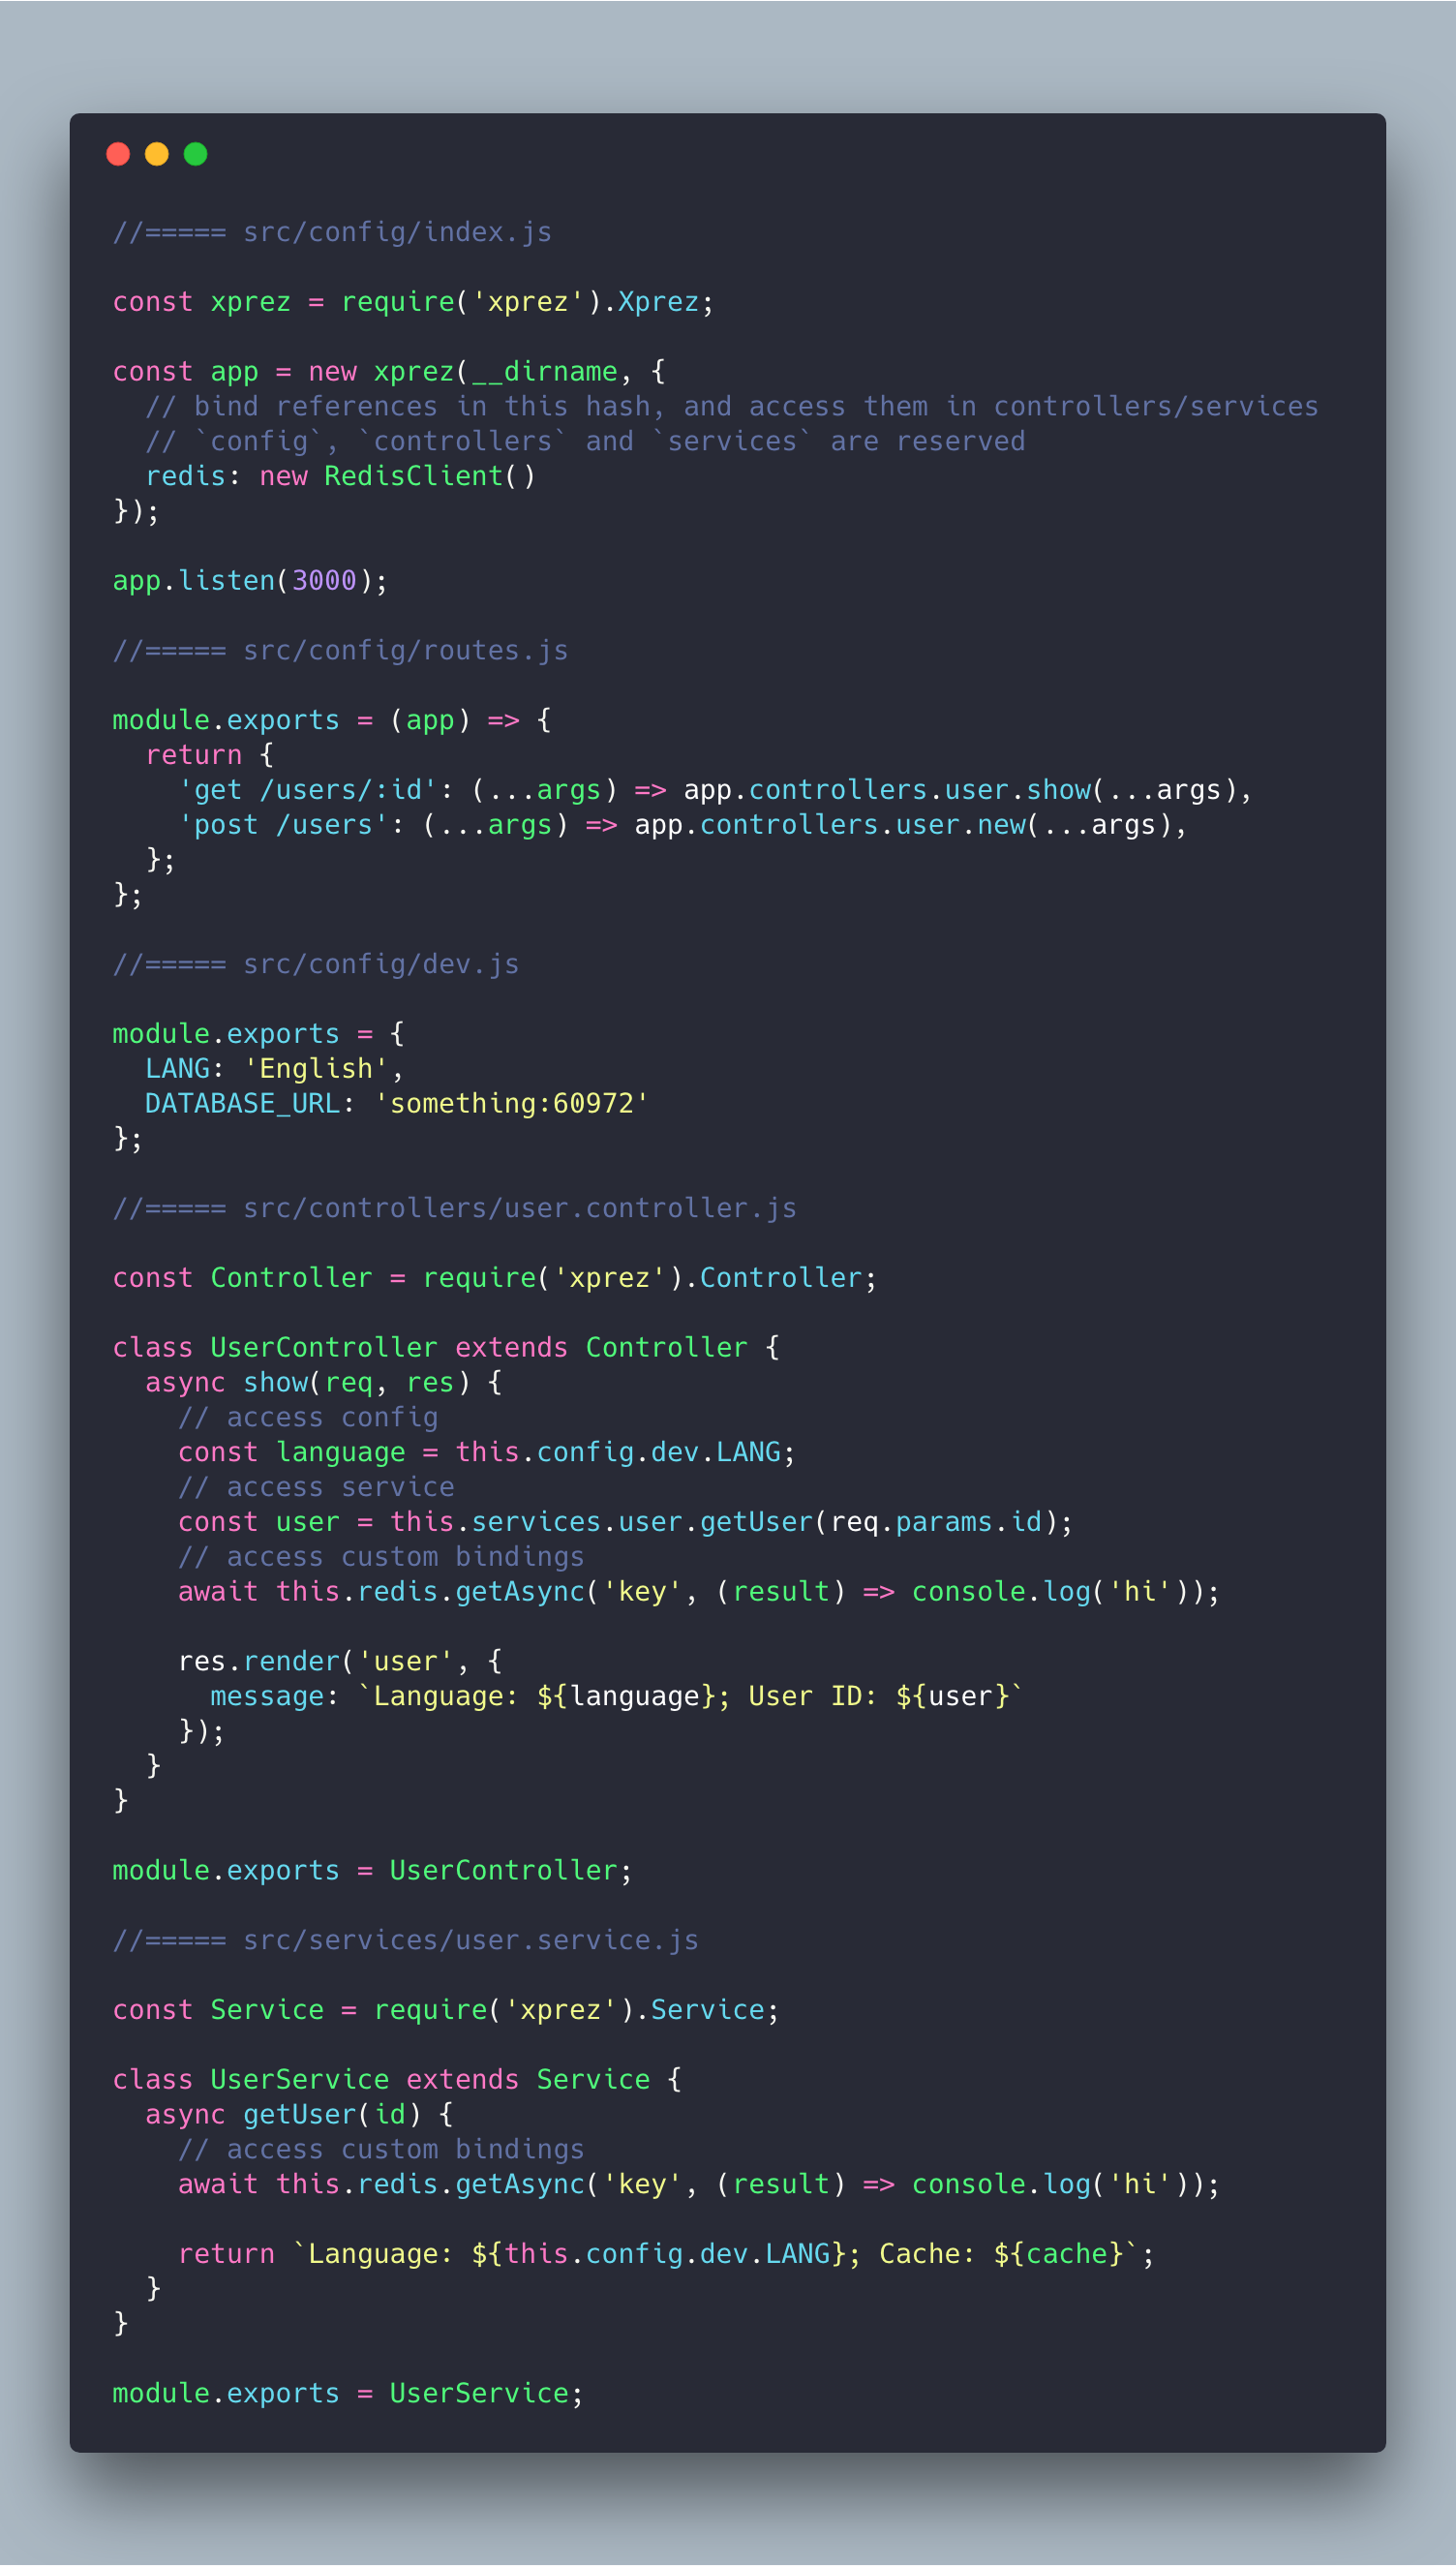 //===== src/config/index.js

const xprez = require('xprez').Xprez;

const app = new xprez(__dirname, {
  // bind references in this hash, and access them in controllers/services
  // `config`, `controllers` and `services` are reserved
  redis: new RedisClient()
});

app.listen(3000);

//===== src/config/routes.js

module.exports = (app) => {
  return {
    'get /users/:id': (...args) => app.controllers.user.show(...args),
    'post /users': (...args) => app.controllers.user.new(...args),
  };
};

//===== src/config/dev.js

module.exports = {
  LANG: 'English',
  DATABASE_URL: 'something:60972'
};

//===== src/controllers/user.controller.js

const Controller = require('xprez').Controller;

class UserController extends Controller {
  async show(req, res) {
    // access config
    const language = this.config.dev.LANG;
    // access service
    const user = this.services.user.getUser(req.params.id);
    // access custom bindings
    await this.redis.getAsync('key', (result) => console.log('hi'));

    res.render('user', {
      message: `Language: ${language}; User ID: ${user}`
    });
  }
}

module.exports = UserController;

//===== src/services/user.service.js

const Service = require('xprez').Service;

class UserService extends Service {
  async getUser(id) {
    // access custom bindings
    await this.redis.getAsync('key', (result) => console.log('hi'));

    return `Language: ${this.config.dev.LANG}; Cache: ${cache}`;
  }
}

module.exports = UserService;